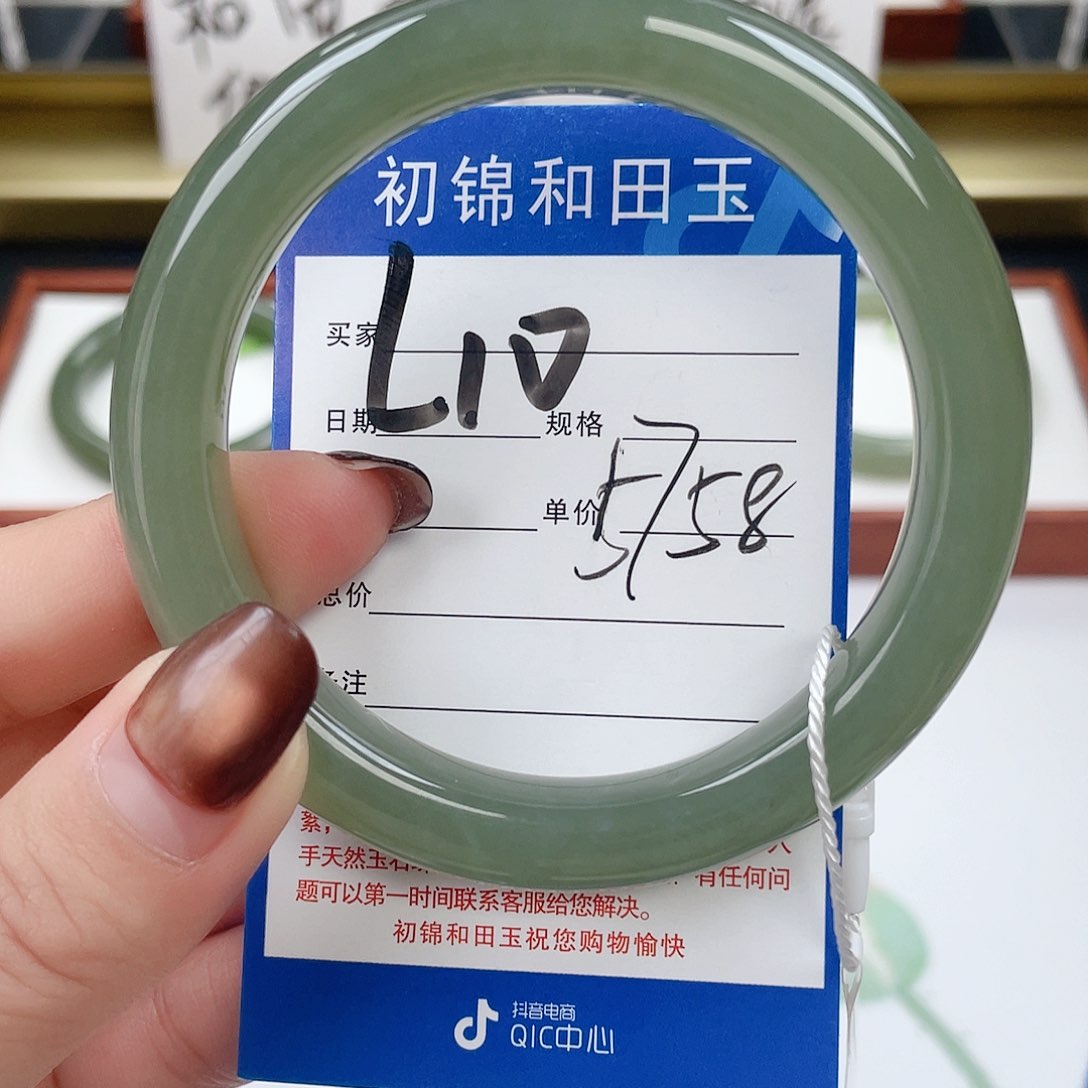 初锦和田玉
买家
L10
日期 规格
57 58
单价
总价
备注
絮，
手天然玉石
有任何问
题可以第一时间联系客服给您解决。
初锦和田玉祝您购物愉快
抖音电商
QIC中心